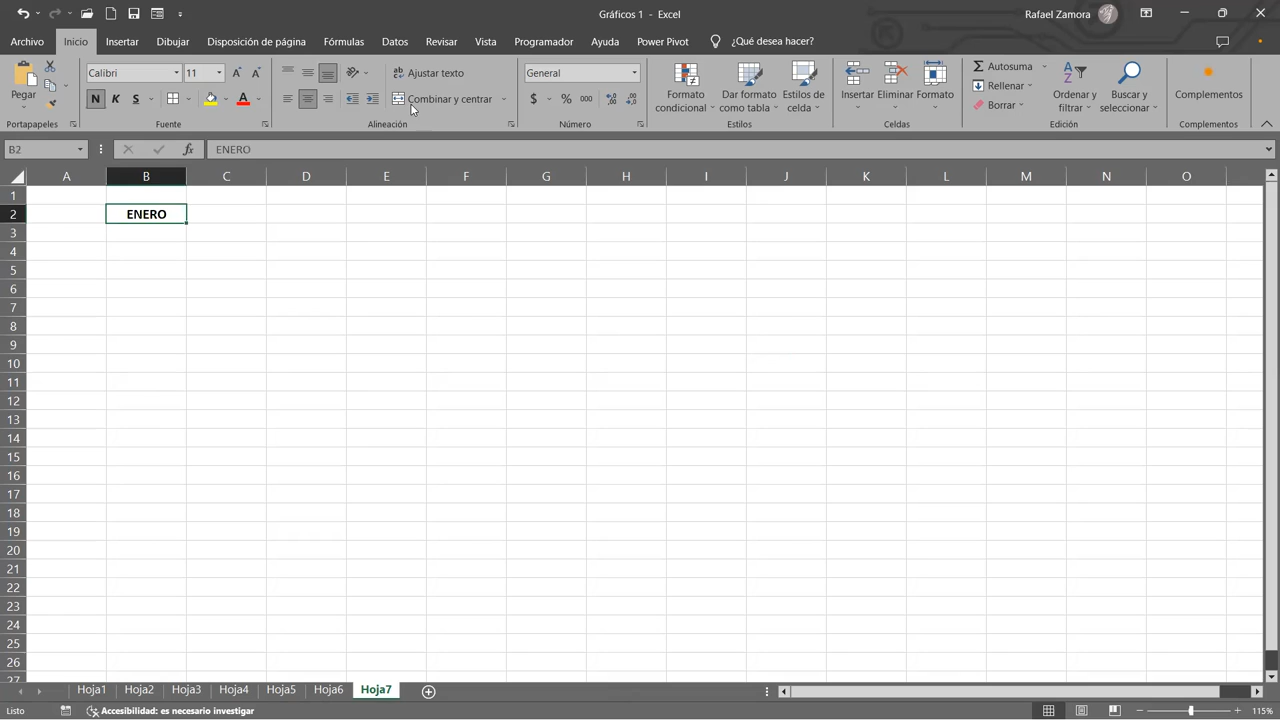 Gráficos 1 - Excel
Rafael Zamora
Archivo Inicio Insertar Dibujar Disposición de página Fórmulas Datos Revisar Vista Programador Ayuda Power Pivot ¿Qué desea hacer?
Pegar
Portapapeles
Calibri 11
N K S
Fuente
Ajustar texto
Combinar y centrar
Alineación
General
$ % 000
Número
Formato condicional
Dar formato como tabla
Estilos de celda
Estilos
Insertar Eliminar Formato
Celdas
Autosuma
Rellenar
Borrar
Ordenar y filtrar
Buscar y seleccionar
Edición
Complementos
Complementos
B2 fx ENERO
A B C D E F G H I J K L M N O
1
2 ENERO
3
4
5
6
7
8
9
10
11
12
13
14
15
16
17
18
19
20
21
22
23
24
25
26
27
Hoja1 Hoja2 Hoja3 Hoja4 Hoja5 Hoja6 Hoja7
Listo Accesibilidad: es necesario investigar 115%